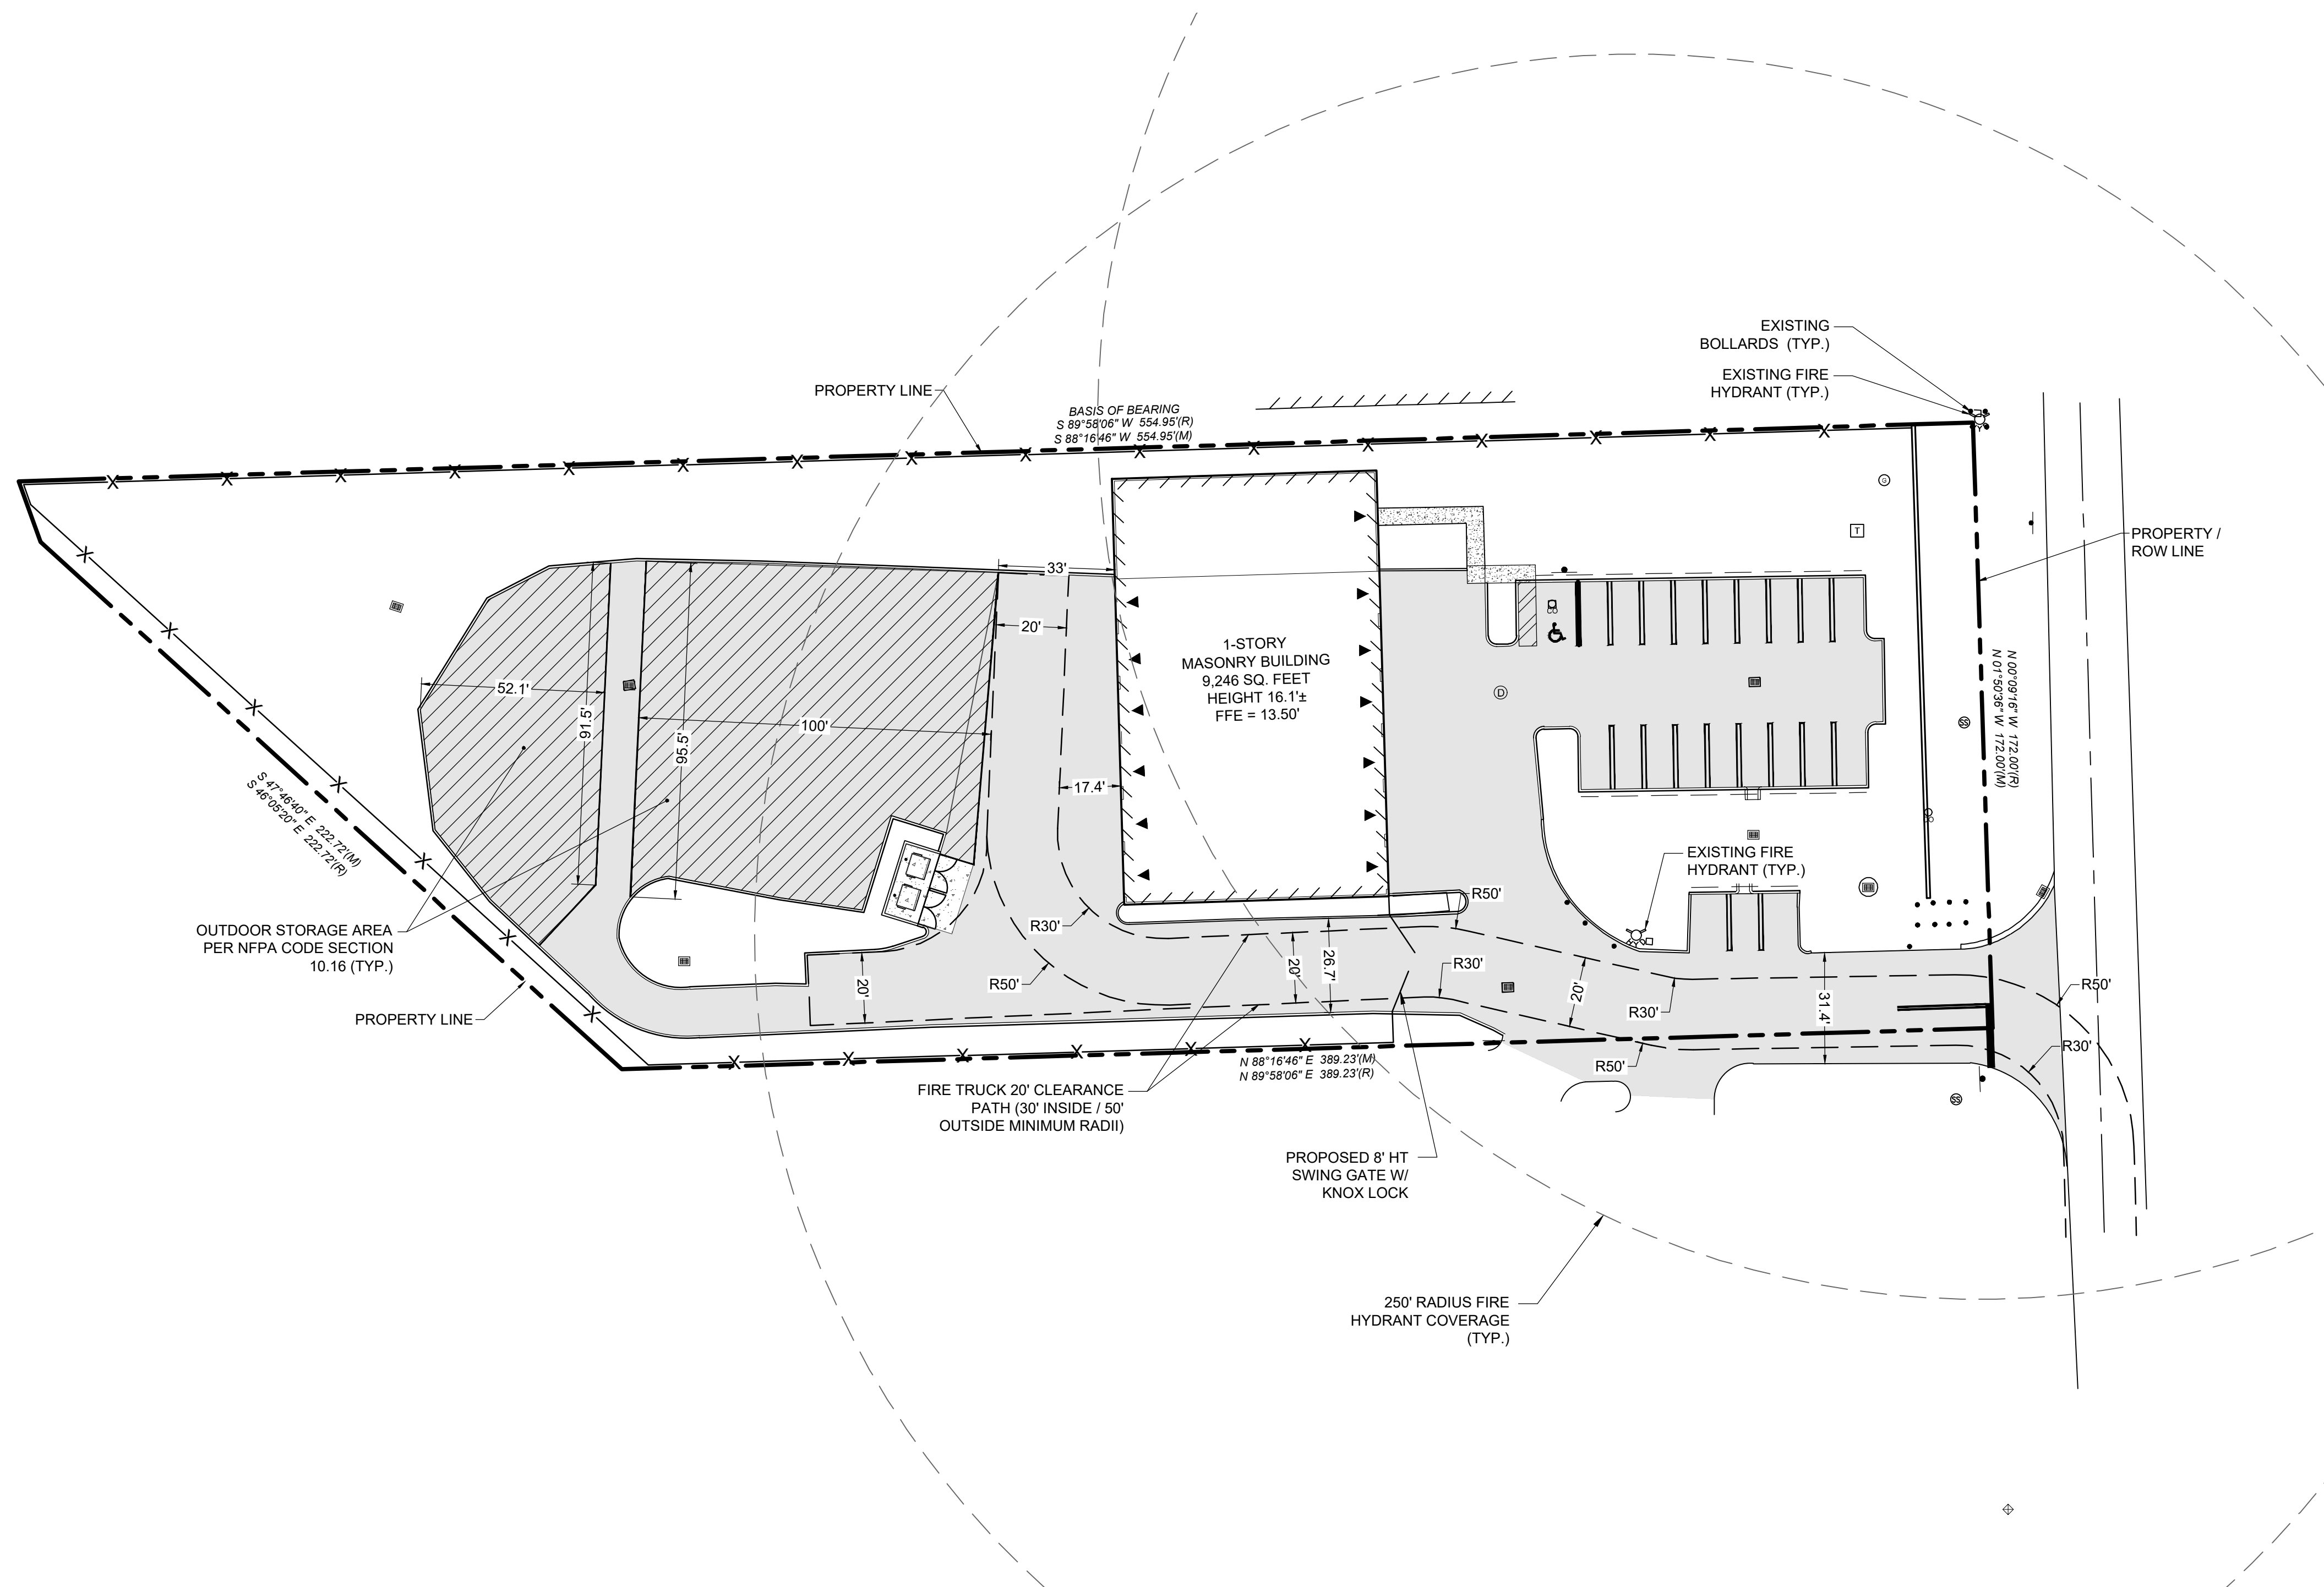 EXISTING
BOLLARDS (TYP.)
EXISTING FIRE
HYDRANT (TYP.)
PROPERTY LINE
BASIS OF BEARING
S 89°58'06" W 554.95'(R)
S 88°16'46" W 554.95'(M)
G
T
PROPERTY /
ROW LINE
33'
20'
1-STORY
MASONRY BUILDING
9,246 SQ. FEET
HEIGHT 16.1'±
FFE = 13.50'
N 00°09'16" W 172.00'(R)
N 01°50'36" W 172.00'(M)
52.1'
D
91.5'
100'
95.5'
SS
17.4'
S 47°46'40" E 222.72'(M)
S 46°05'20" E 222.72'(R)
EXISTING FIRE
HYDRANT (TYP.)
R50'
R30'
OUTDOOR STORAGE AREA
PER NFPA CODE SECTION
10.16 (TYP.)
R50'
20'
20'
26.7'
R30'
20'
R30'
31.4'
R50'
PROPERTY LINE
R50'
R30'
N 88°16'46" E 389.23'(M)
N 89°58'06" E 389.23'(R)
FIRE TRUCK 20' CLEARANCE
PATH (30' INSIDE / 50'
OUTSIDE MINIMUM RADII)
SS
PROPOSED 8' HT
SWING GATE W/
KNOX LOCK
250' RADIUS FIRE
HYDRANT COVERAGE
(TYP.)